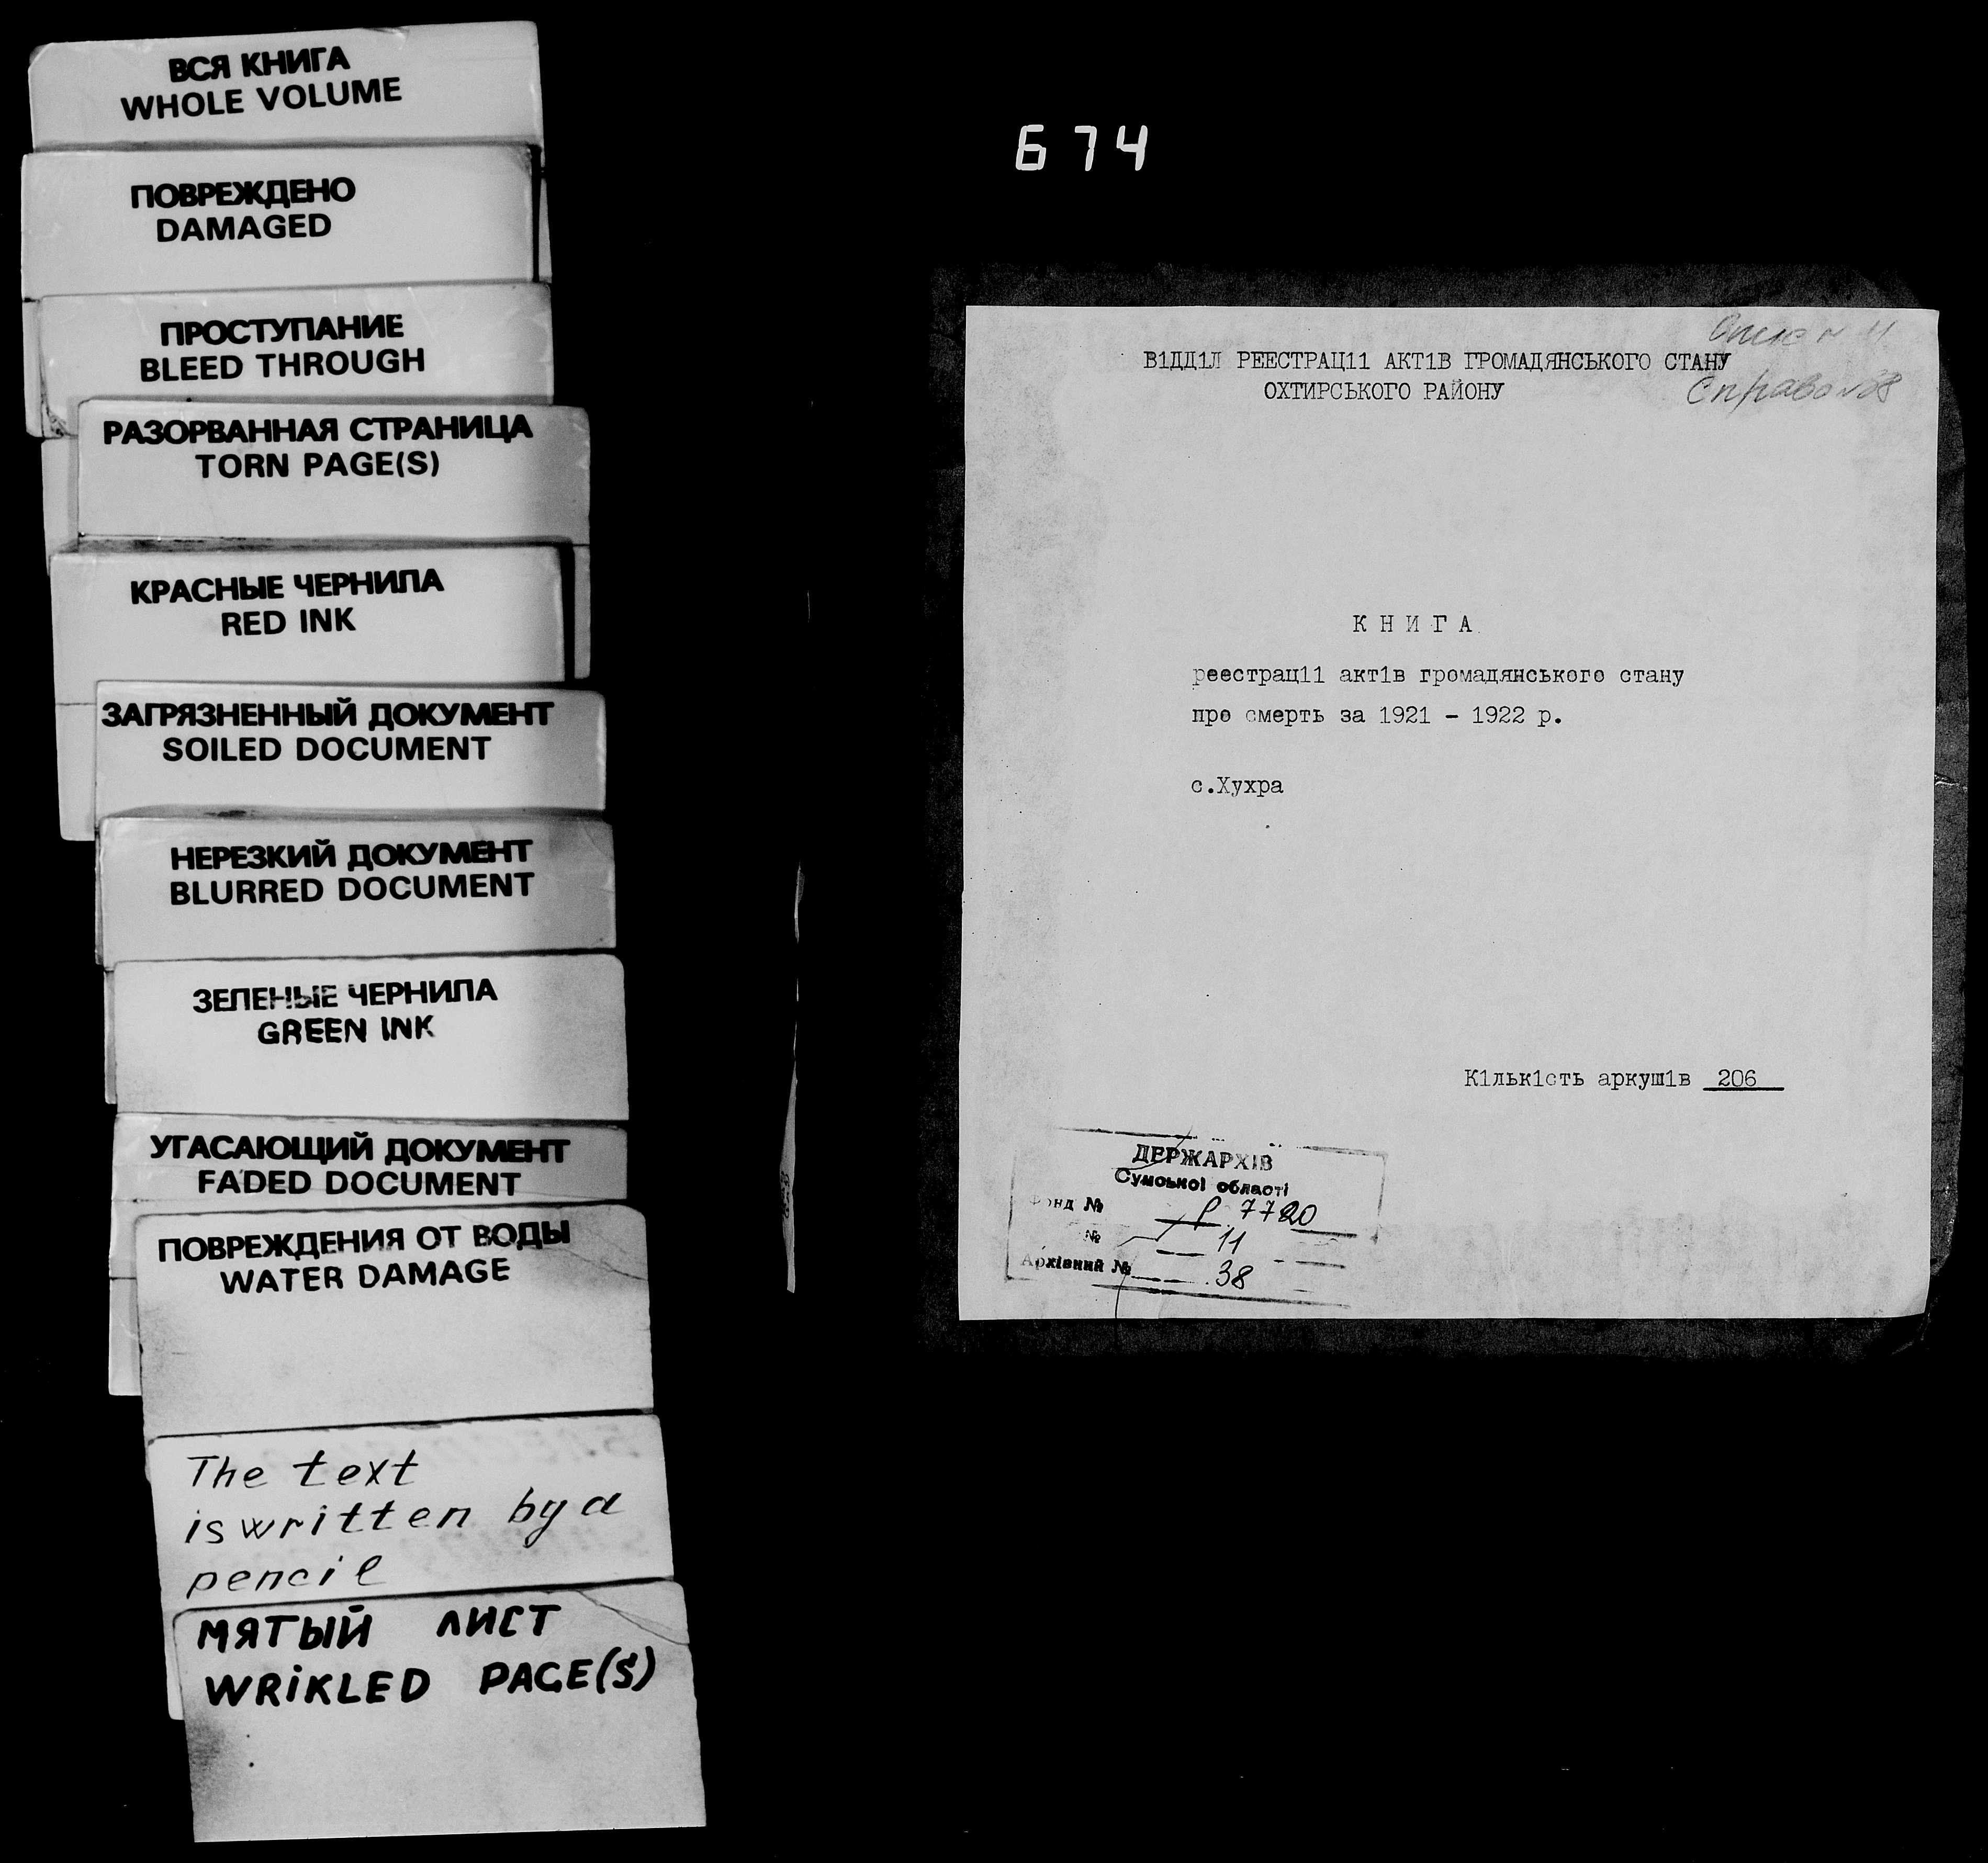 ВСЯ КНИГА
WHOLE VOLUME
ПОВРЕЖДЕНО
DAMAGED
ПРОСТУПАНИЕ
BLEED THROUGH
РАЗОРВАННАЯ СТРАНИЦА
TORN PAGE(S)
КРАСНЫЕ ЧЕРНИЛА
RED INK
ЗАГРЯЗНЕННЫЙ ДОКУМЕНТ
SOILED DOCUMENT
НЕРЕЗКИЙ ДОКУМЕНТ
BLURRED DOCUMENT
ЗЕЛЕНЫЕ ЧЕРНИЛА
GREEN INK
УГАСАЮЩИЙ ДОКУМЕНТ
FADED DOCUMENT
ПОВРЕЖДЕНИЯ ОТ ВОДЫ
WATER DAMAGE
The text
is written by a
pencil
МЯТЫЙ ЛИСТ
WRIKLED PAGE(S)
674
Опис № 11
В1ДД1Л РЕЕСТРАЦ11 АКТ1В ГРОМАДЯНСЬКОГО СТАНУ
Справа №38
ОХТИРСЬКОГО РАЙОНУ
К Н И Г А
реестрац11 акт1в громадянського стану
про смерть за 1921 - 1922 р.
с.Хухра
К1льк1сть аркуш1в 206
ДЕРЖАРХІВ
Сумської області
Фонд № Р 7720
№ 11
Архівний № 38